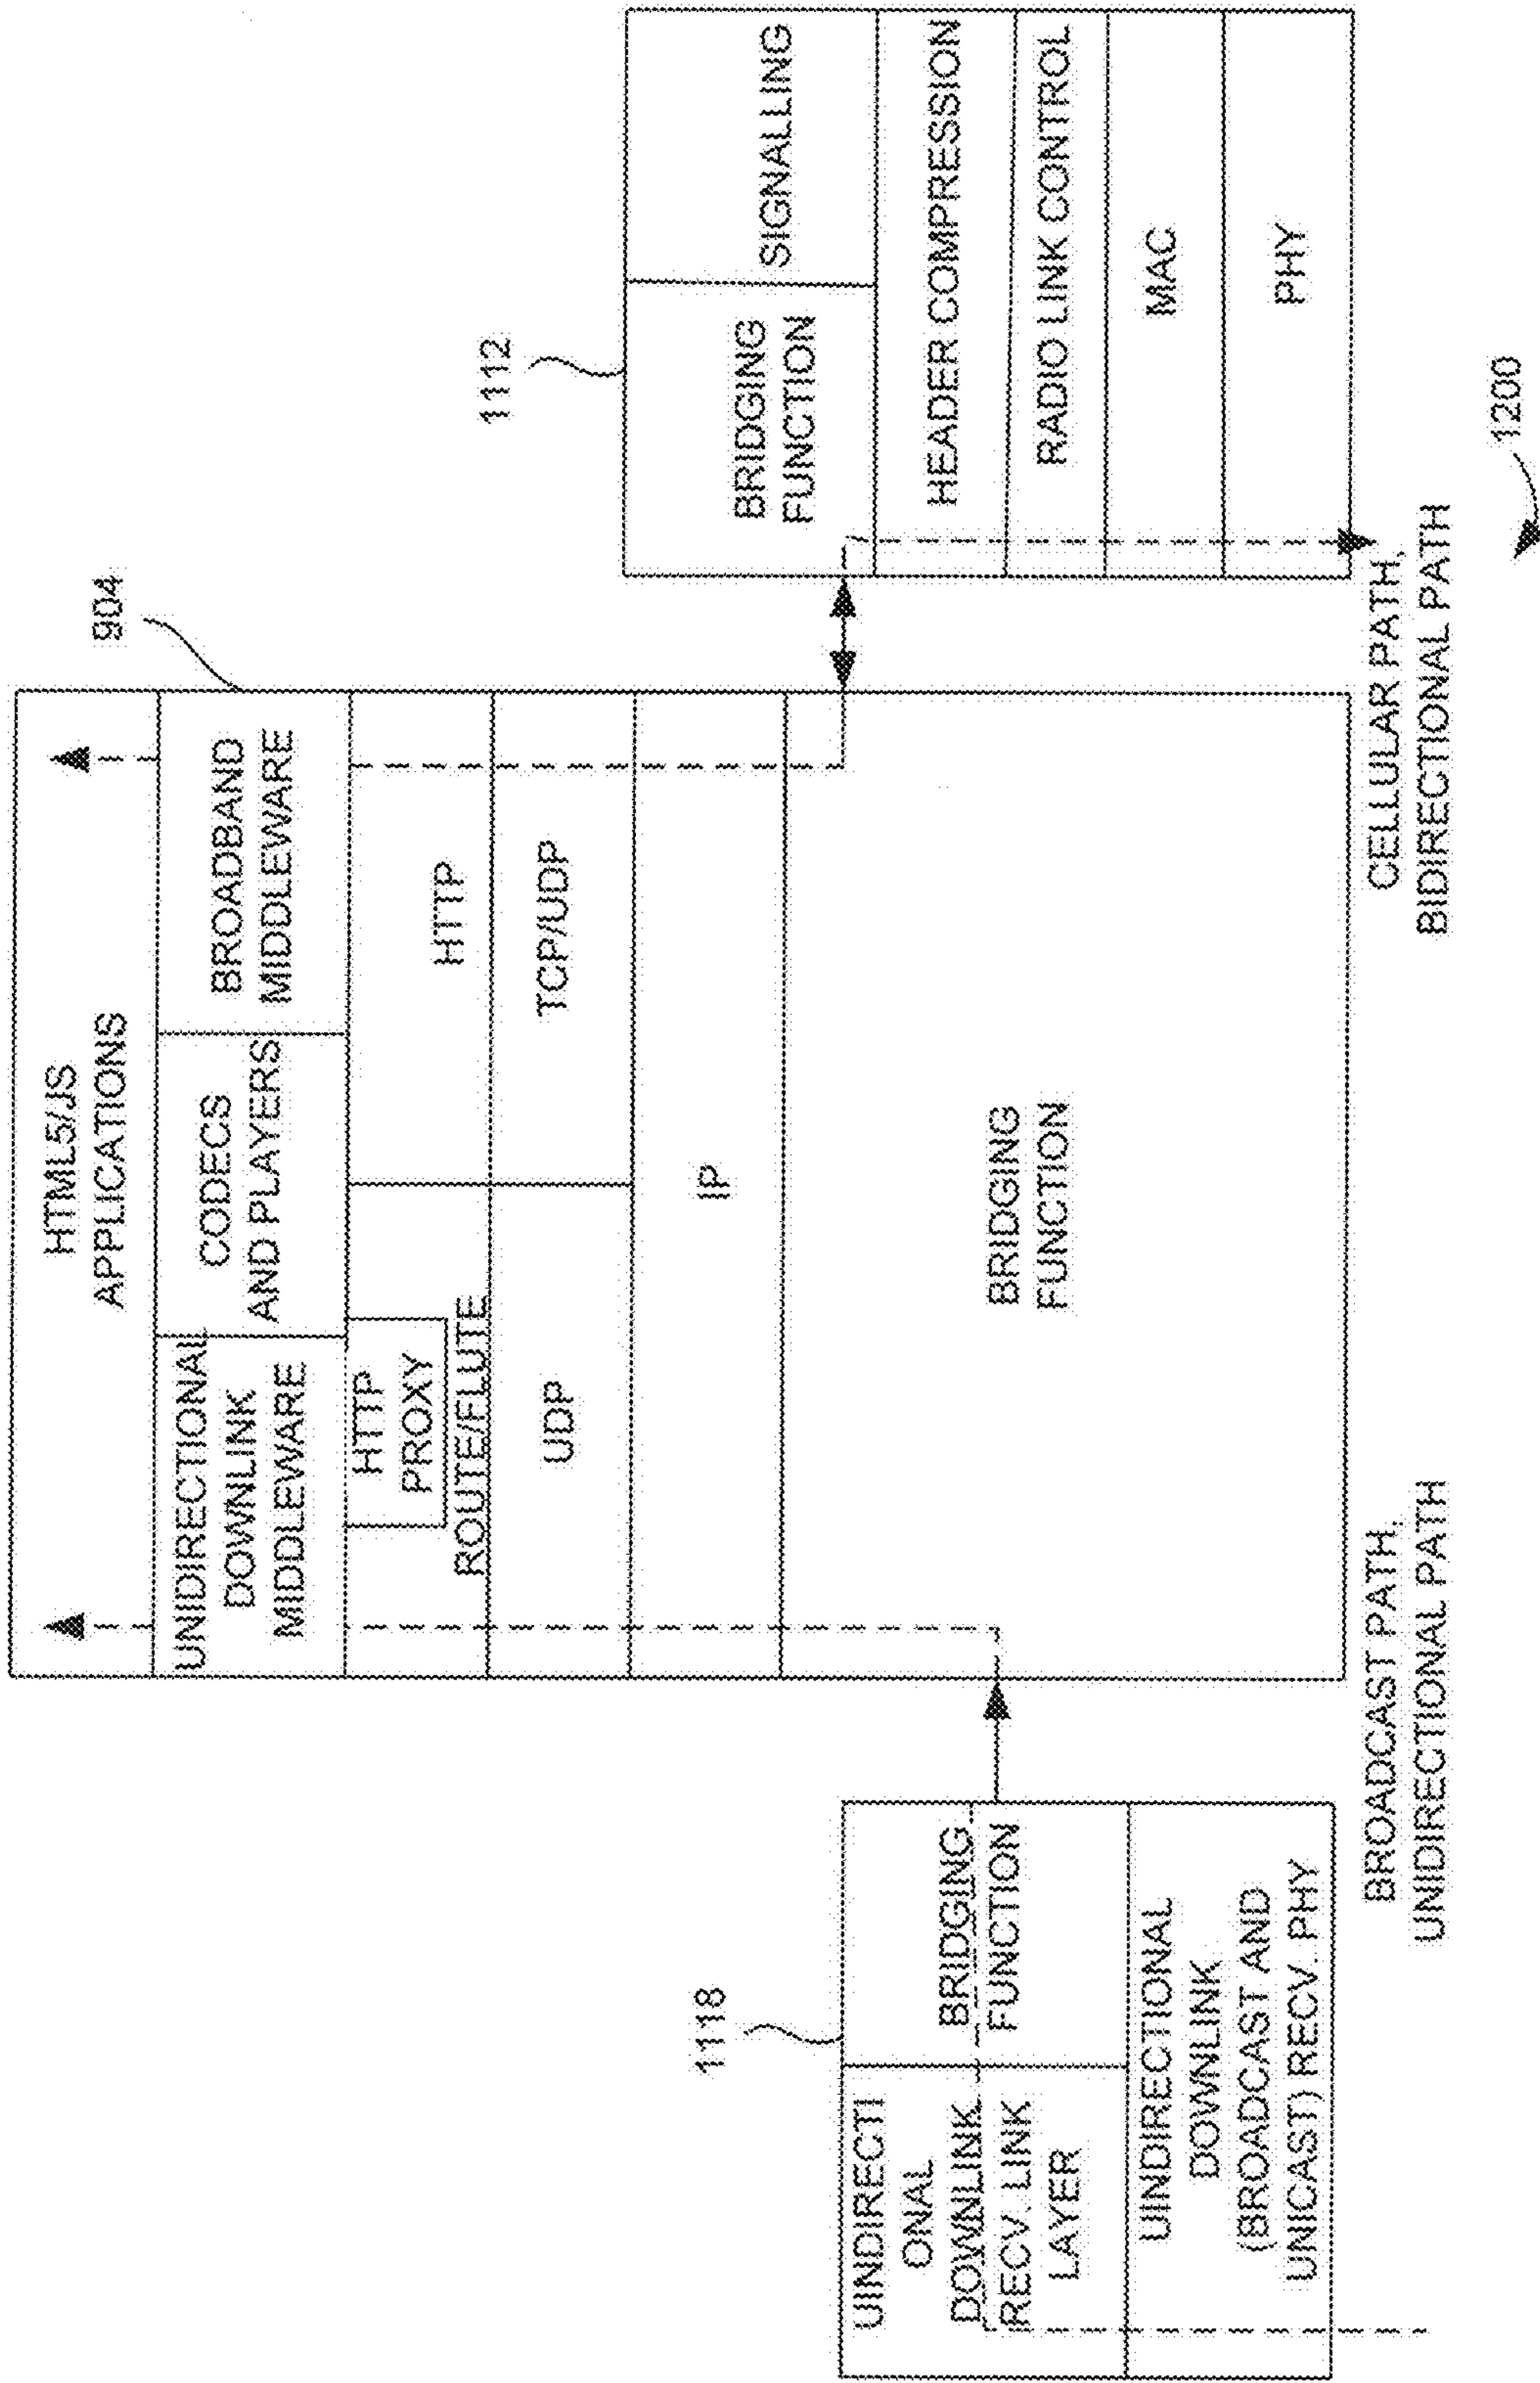 1118
UINDIRECTI
ONAL
DOWNLINK
RECV. LINK
LAYER
BRIDGING
FUNCTION
UINDIRECTIONAL
DOWNLINK
(BROADCAST AND
UNICAST) RECV. PHY
BROADCAST PATH,
UNIDIRECTIONAL PATH
904
HTML5/JS
APPLICATIONS
UNIDIRECTIONAL
DOWNLINK
MIDDLEWARE
CODECS
AND PLAYERS
BROADBAND
MIDDLEWARE
HTTP
PROXY
ROUTE/FLUTE
HTTP
UDP
TCP/UDP
IP
BRIDGING
FUNCTION
CELLULAR PATH,
BIDIRECTIONAL PATH
1112
BRIDGING
FUNCTION
SIGNALLING
HEADER COMPRESSION
RADIO LINK CONTROL
MAC
PHY
1200